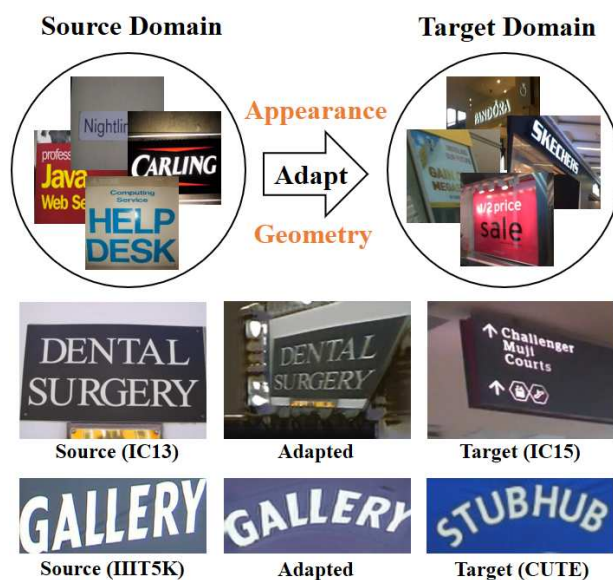 Source Domain
Target Domain
Nightlin
profess
Java
Web Se
CARLING
Computing
Service
HELP
DESK
Appearance
Adapt
Geometry
PANDORA
SKECHERS
1/2 price
sale
DENTAL
SURGERY
DENTAL
SURGERY
Challenger
Muji
Courts
Source (IC13)
Adapted
Target (IC15)
GALLERY
GALLERY
STUBHUB
Source (IIIT5K)
Adapted
Target (CUTE)